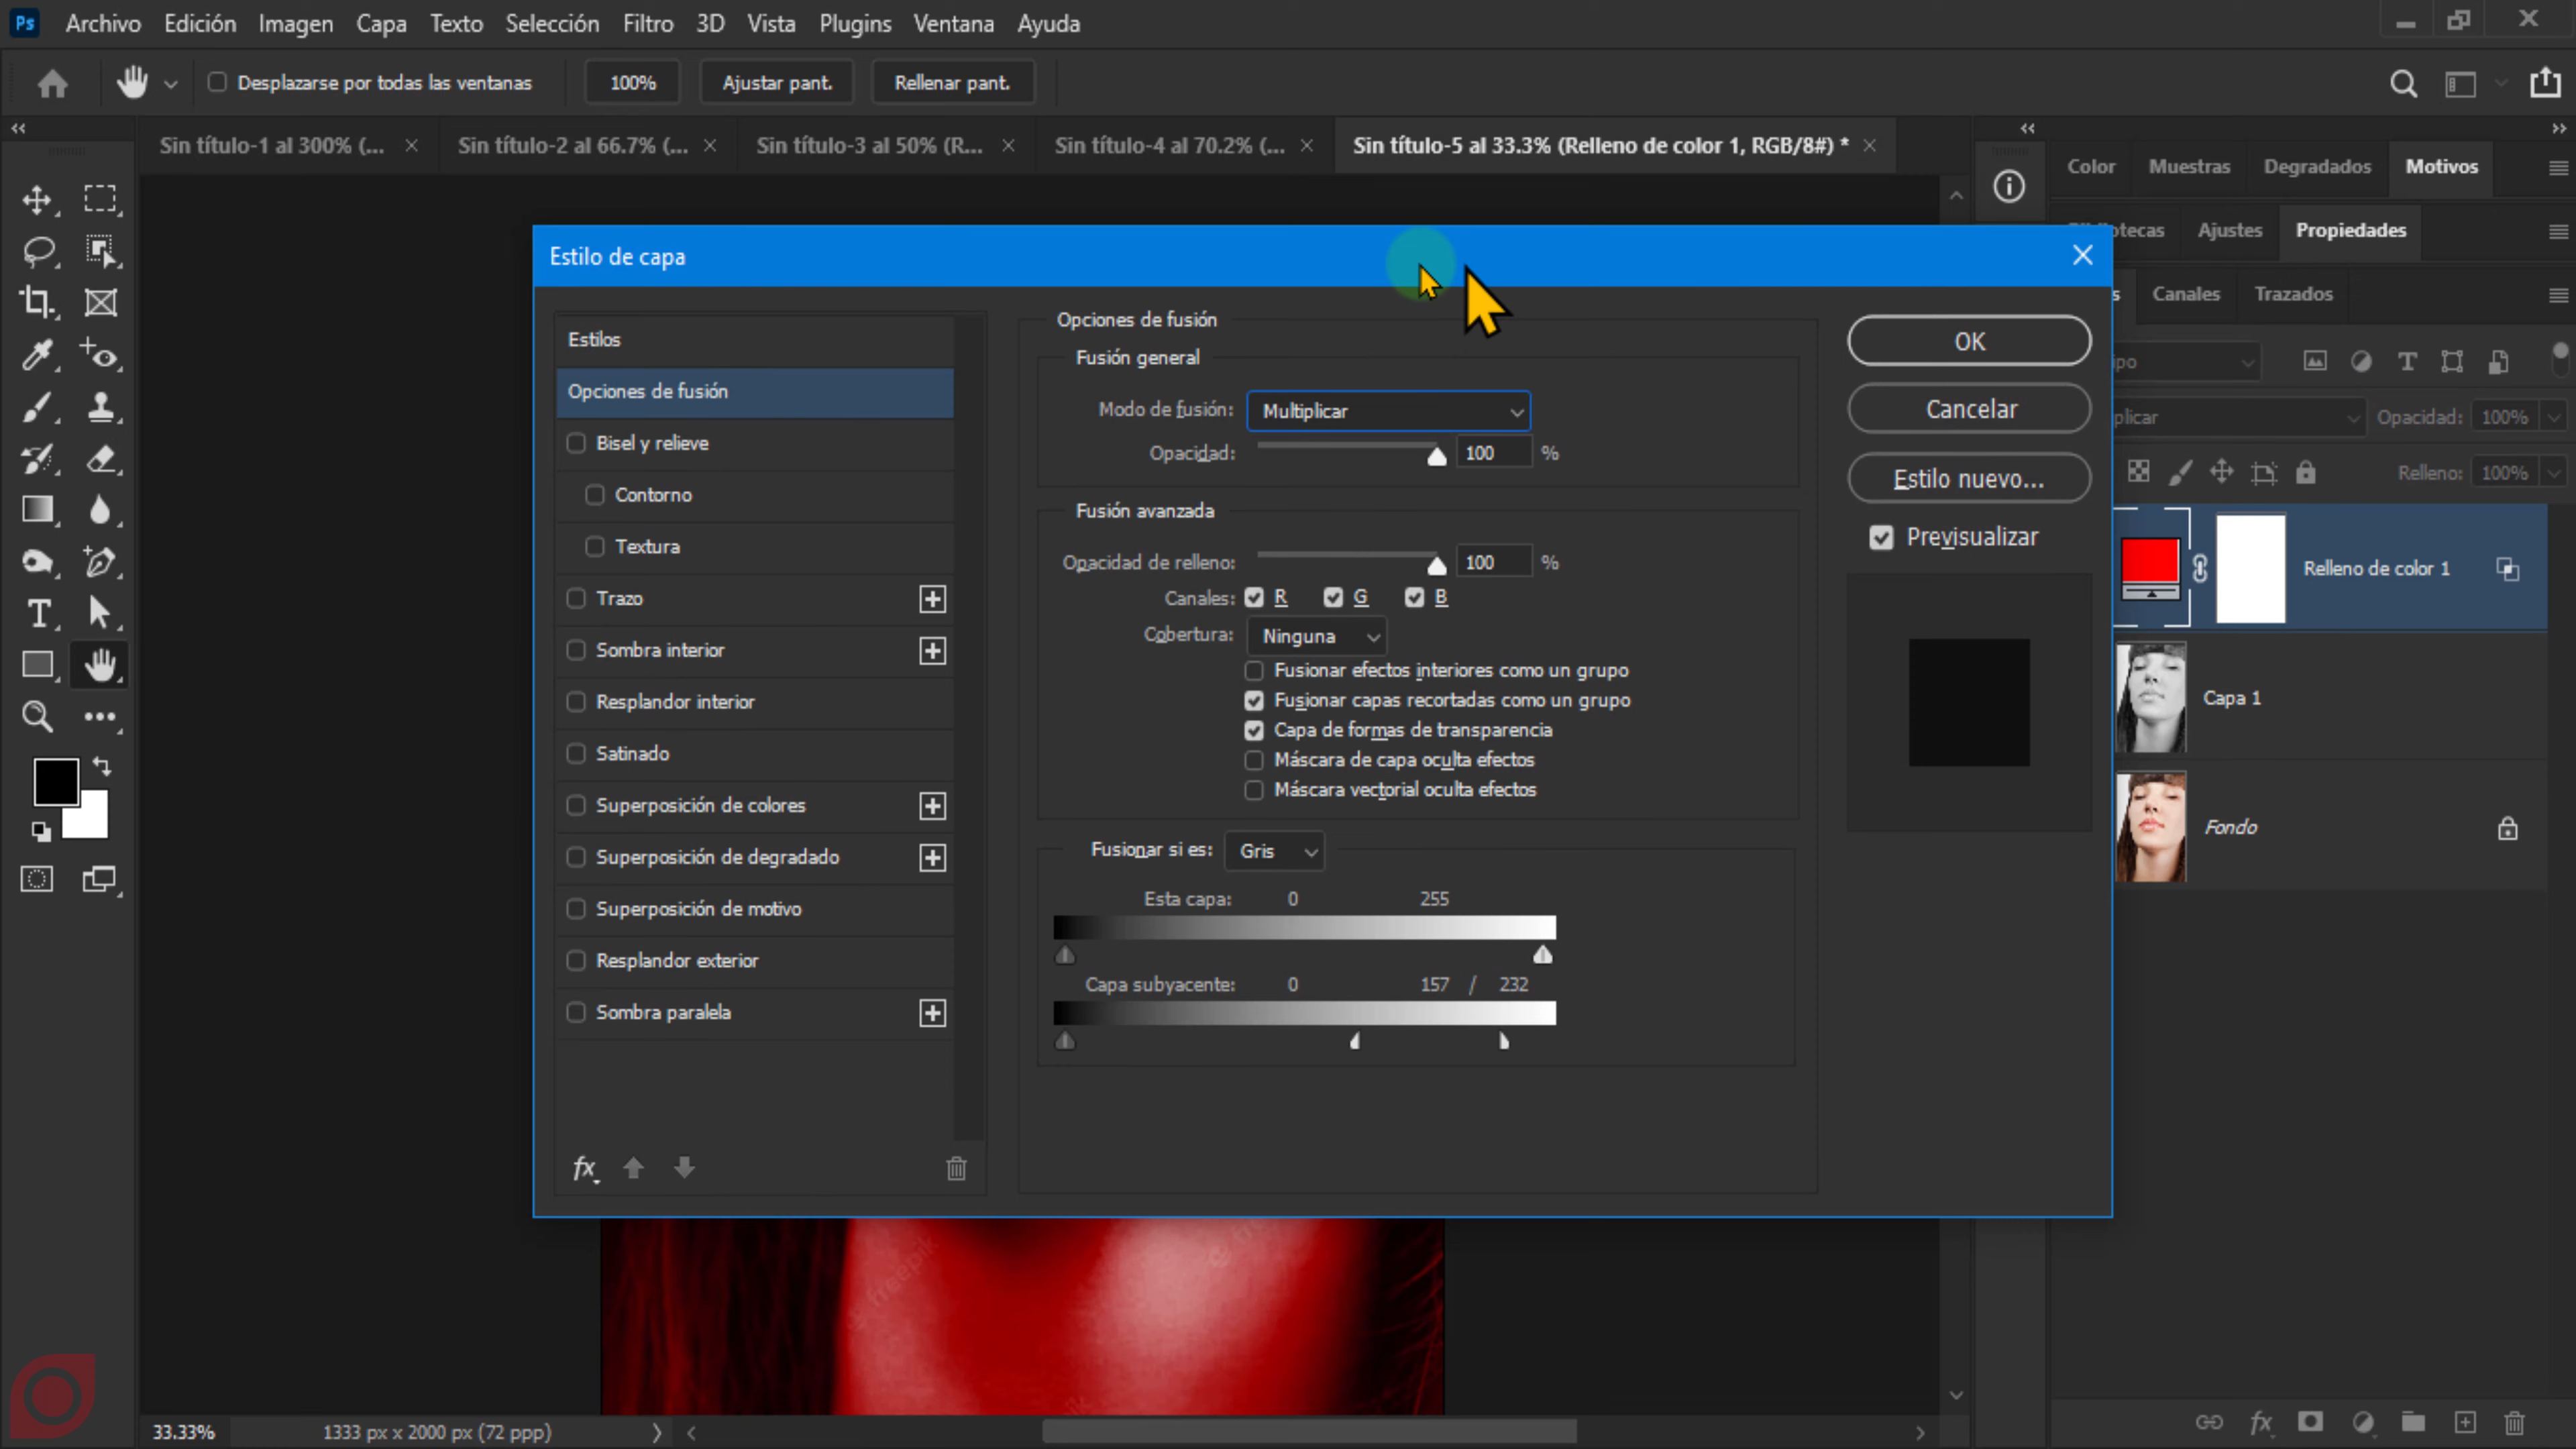 Ps Archivo Edición Imagen Capa Texto Selección Filtro 3D Vista Plugins Ventana Ayuda
Desplazarse por todas las ventanas 100% Ajustar pant. Rellenar pant.
Sin título-1 al 300% (... Sin título-2 al 66.7% (... Sin título-3 al 50% (R... Sin título-4 al 70.2% (... Sin título-5 al 33.3% (Relleno de color 1, RGB/8#) *
Color Muestras Degradados Motivos
Ajustes Propiedades
Canales Trazados
Opacidad: 100%
Relleno: 100%
Relleno de color 1
Capa 1
Fondo
Estilo de capa
Estilos
Opciones de fusión
Bisel y relieve
Contorno
Textura
Trazo
Sombra interior
Resplandor interior
Satinado
Superposición de colores
Superposición de degradado
Superposición de motivo
Resplandor exterior
Sombra paralela
fx
Opciones de fusión
Fusión general
Modo de fusión: Multiplicar
Opacidad: 100 %
Fusión avanzada
Opacidad de relleno: 100 %
Canales: R G B
Cobertura: Ninguna
Fusionar efectos interiores como un grupo
Fusionar capas recortadas como un grupo
Capa de formas de transparencia
Máscara de capa oculta efectos
Máscara vectorial oculta efectos
Fusionar si es: Gris
Esta capa: 0 255
Capa subyacente: 0 157 / 232
OK
Cancelar
Estilo nuevo...
Previsualizar
freepik
33.33% 1333 px x 2000 px (72 ppp)
fx